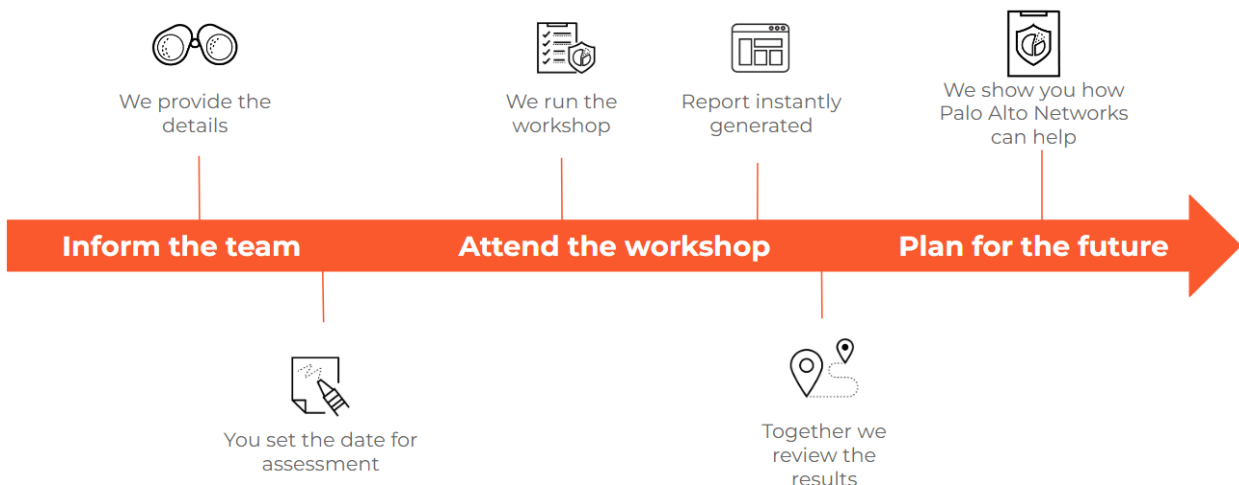 We provide the
details
We run the
workshop
Report instantly
generated
We show you how
Palo Alto Networks
can help
Inform the team
Attend the workshop
Plan for the future
You set the date for
assessment
Together we
review the
results